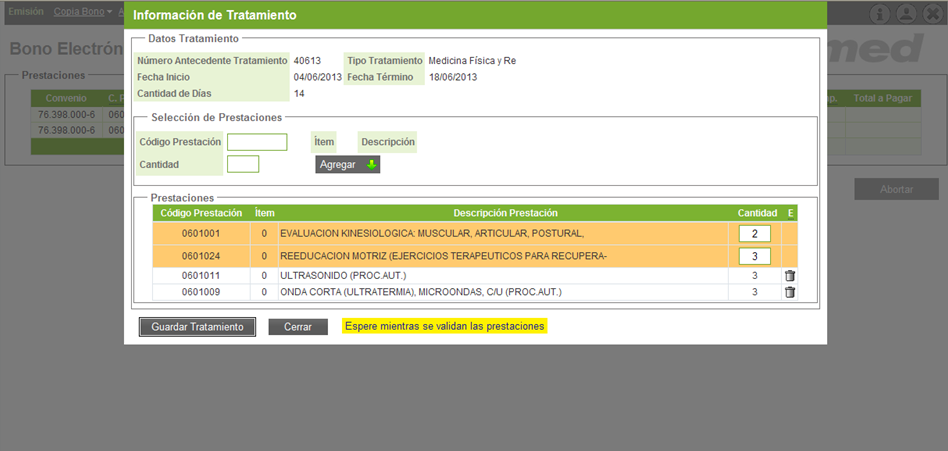 Emisión Copia Bono
Información de Tratamiento
Bono Electrón
med
Datos Tratamiento
Número Antecedente Tratamiento 40613 Tipo Tratamiento Medicina Física y Re
Fecha Inicio 04/06/2013 Fecha Término 18/06/2013
Cantidad de Días 14
Prestaciones
Convenio C. P Total a Pagar
76.398.000-6 060
76.398.000-6 060
Selección de Prestaciones
Código Prestación Ítem Descripción
Cantidad Agregar
Abortar
Prestaciones
Código Prestación Ítem Descripción Prestación Cantidad E
0601001 0 EVALUACION KINESIOLOGICA: MUSCULAR, ARTICULAR, POSTURAL, 2
0601024 0 REEDUCACION MOTRIZ (EJERCICIOS TERAPEUTICOS PARA RECUPERA- 3
0601011 0 ULTRASONIDO (PROC.AUT.) 3
0601009 0 ONDA CORTA (ULTRATERMIA), MICROONDAS, C/U (PROC.AUT.) 3
Guardar Tratamiento Cerrar Espere mientras se validan las prestaciones